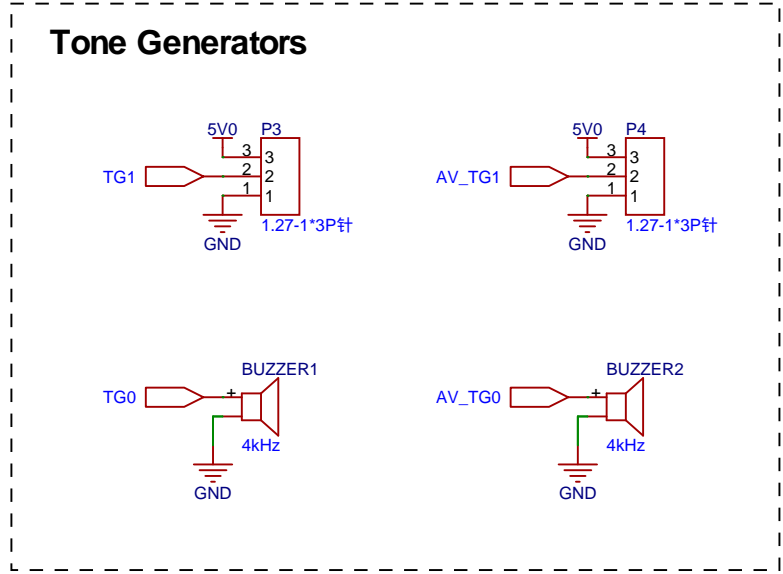 Tone Generators
5V0 P3
5V0 P4
3 3
3 3
TG1 2 2
AV_TG1 2 2
1 1
1 1
1.27-1*3P针
1.27-1*3P针
GND
GND
BUZZER1
BUZZER2
TG0 +
AV_TG0 +
4kHz
4kHz
GND
GND